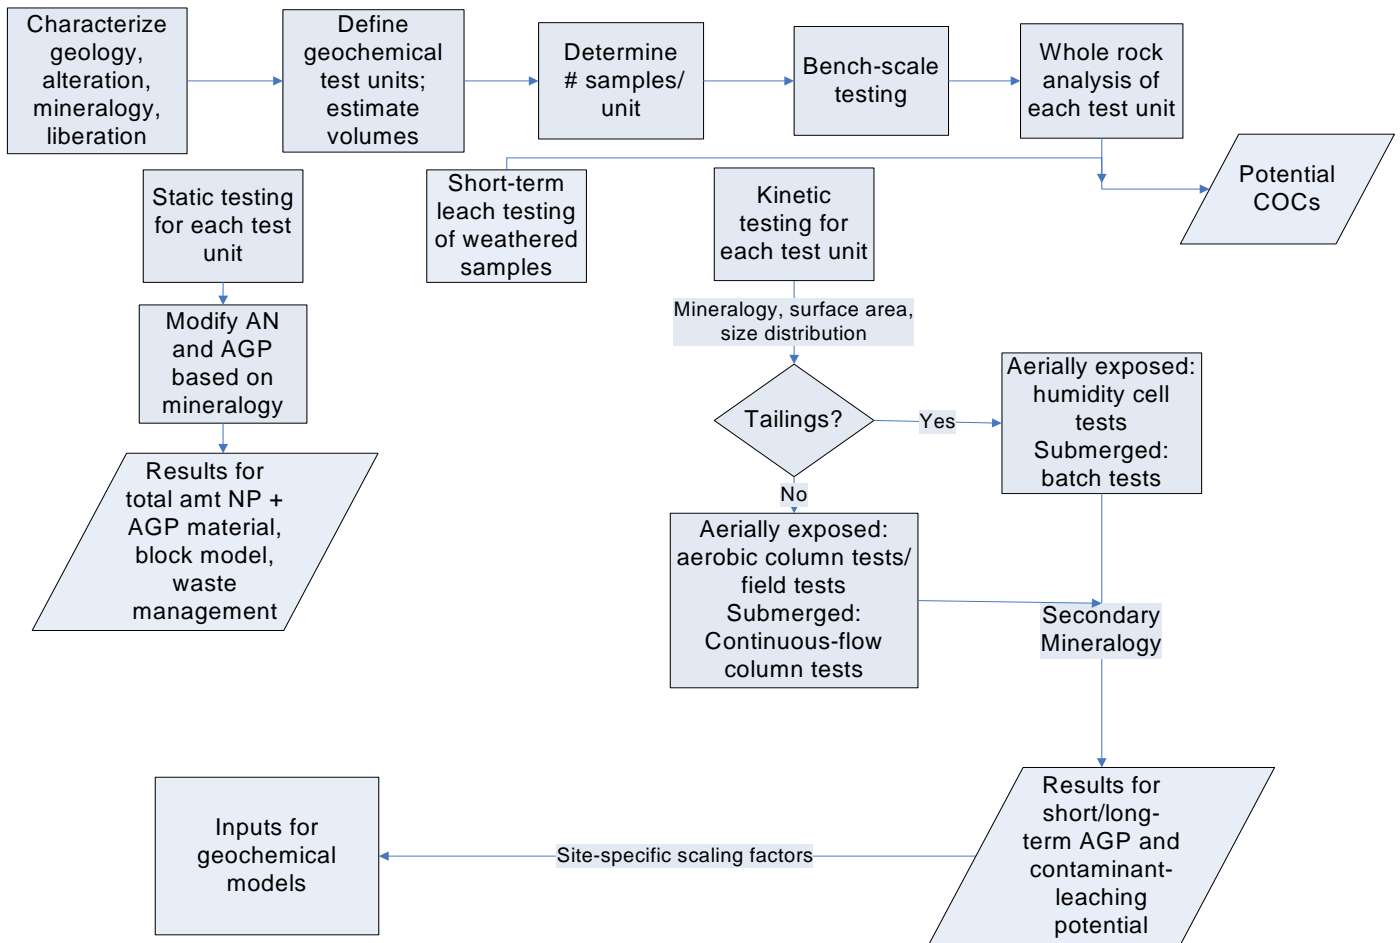 Characterize
geology,
alteration,
mineralogy,
liberation
Define
geochemical
test units;
estimate
volumes
Determine
# samples/
unit
Bench-scale
testing
Whole rock
analysis of
each test unit
Potential
COCs
Static testing
for each test
unit
Short-term
leach testing
of weathered
samples
Kinetic
testing for
each test unit
Modify AN
and AGP
based on
mineralogy
Mineralogy, surface area,
size distribution
Tailings?
Yes
Aerially exposed:
humidity cell
tests
Submerged:
batch tests
No
Results for
total amt NP +
AGP material,
block model,
waste
management
Aerially exposed:
aerobic column tests/
field tests
Submerged:
Continuous-flow
column tests
Secondary
Mineralogy
Inputs for
geochemical
models
Site-specific scaling factors
Results for
short/long-
term AGP and
contaminant-
leaching
potential